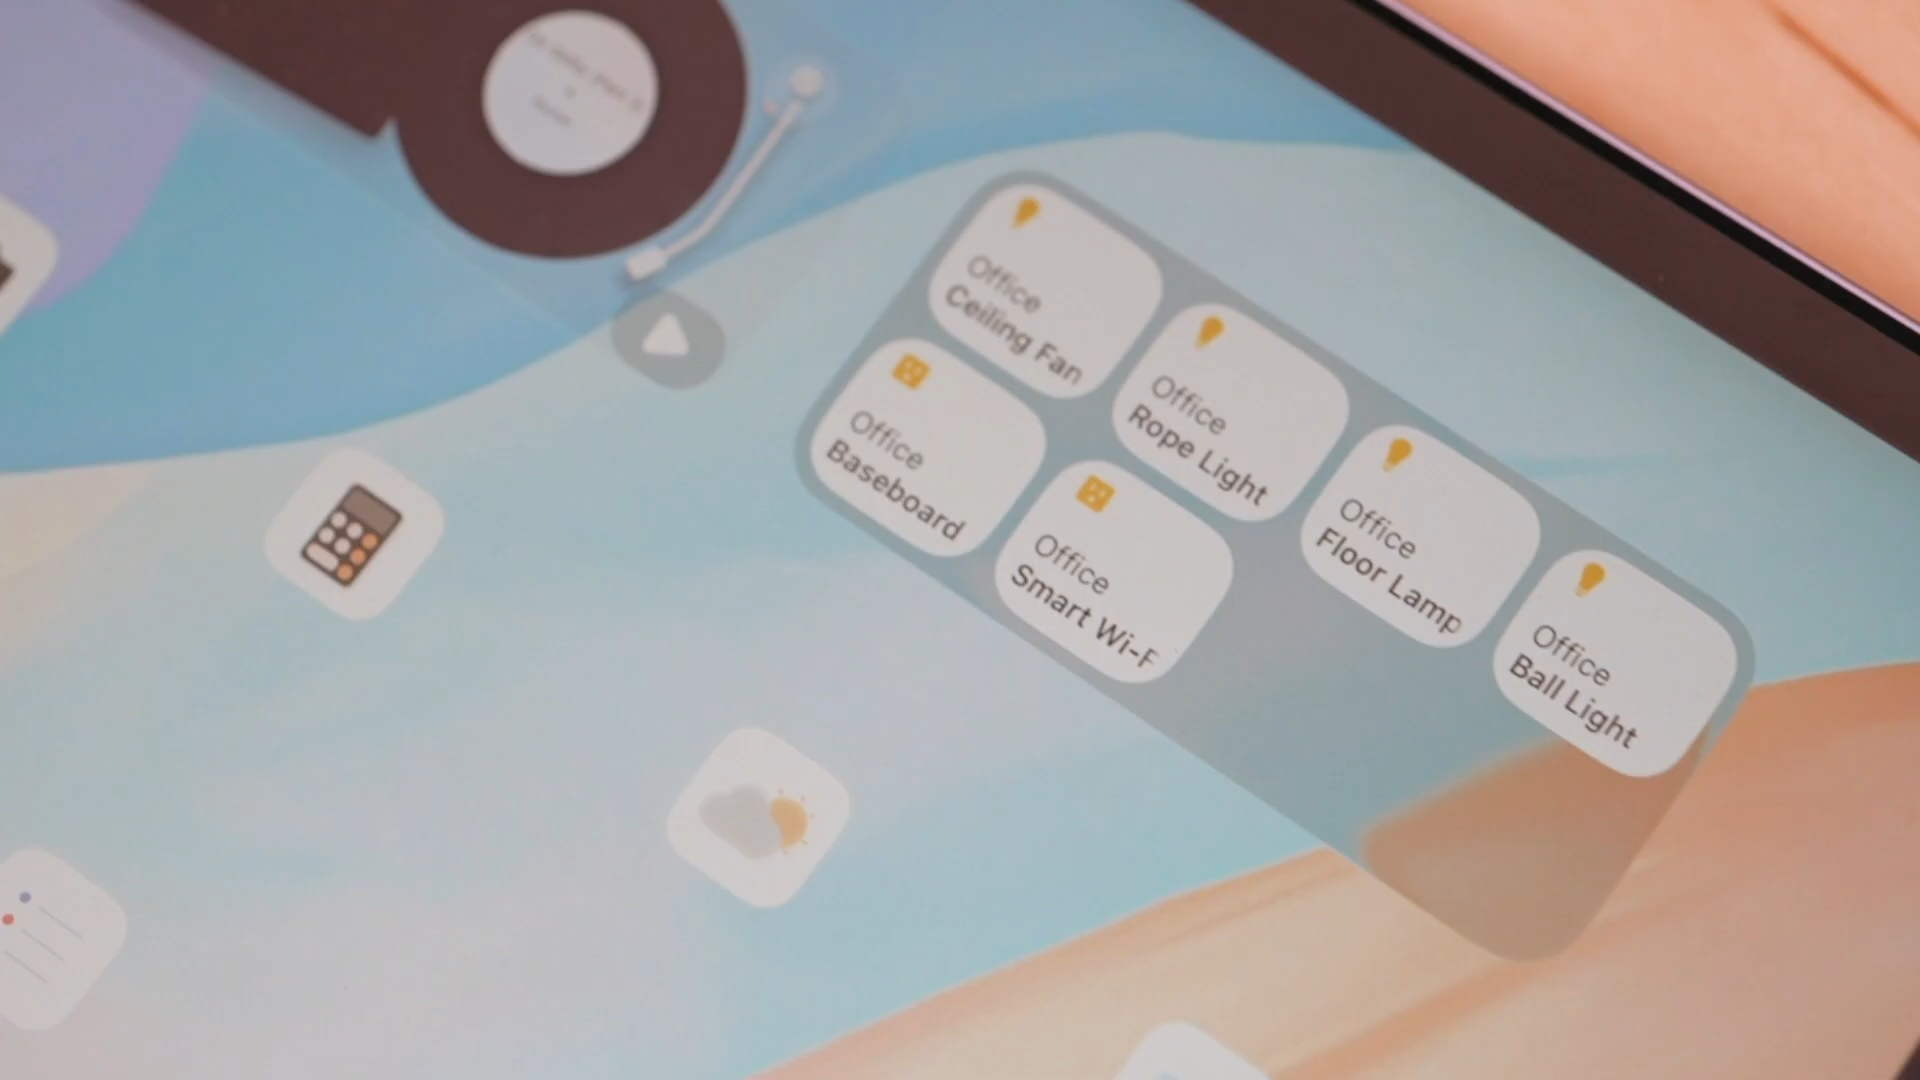 Office
Ceiling Fan
Office
Rope Light
Office
Floor Lamp
Office
Ball Light
Office
Baseboard
Office
Smart Wi-F